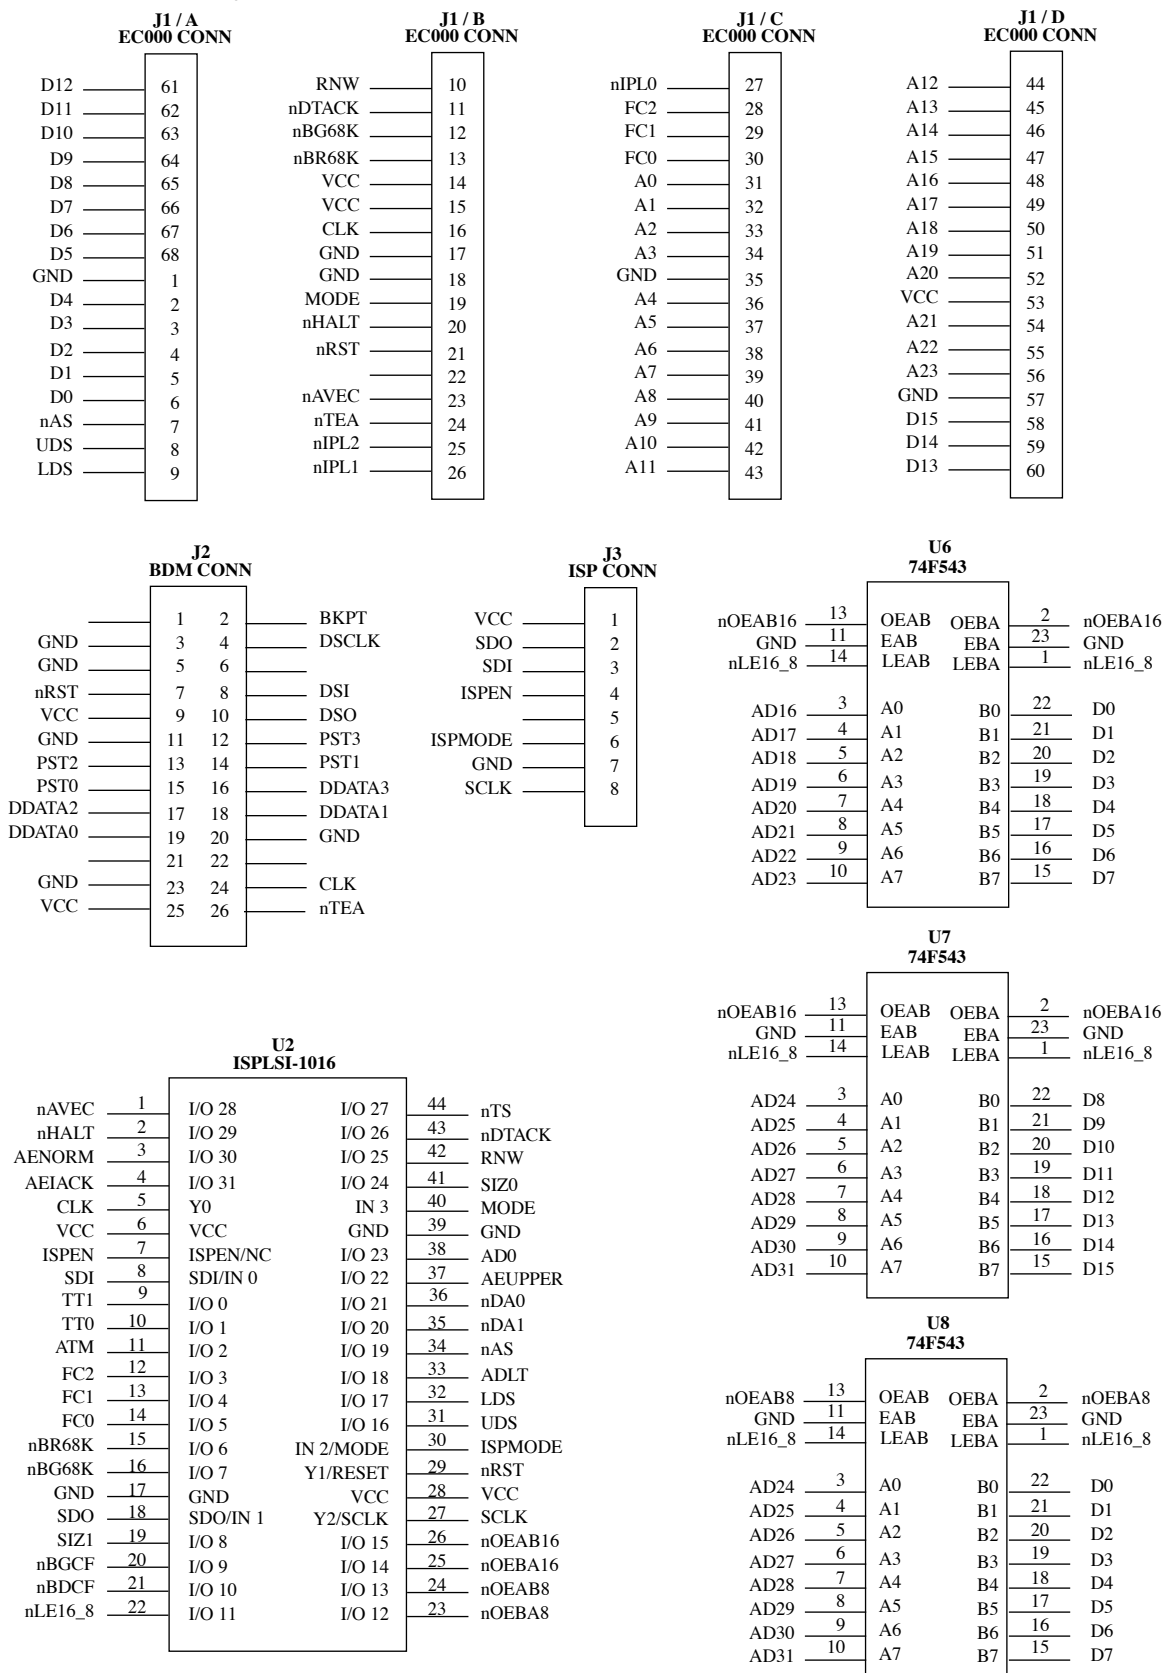 J1 / A
EC000 CONN
D12 61
D11 62
D10 63
D9 64
D8 65
D7 66
D6 67
D5 68
GND 1
D4 2
D3 3
D2 4
D1 5
D0 6
nAS 7
UDS 8
LDS 9
J1 / B
EC000 CONN
RNW 10
nDTACK 11
nBG68K 12
nBR68K 13
VCC 14
VCC 15
CLK 16
GND 17
GND 18
MODE 19
nHALT 20
nRST 21
22
nAVEC 23
nTEA 24
nIPL2 25
nIPL1 26
J1 / C
EC000 CONN
nIPL0 27
FC2 28
FC1 29
FC0 30
A0 31
A1 32
A2 33
A3 34
GND 35
A4 36
A5 37
A6 38
A7 39
A8 40
A9 41
A10 42
A11 43
J1 / D
EC000 CONN
A12 44
A13 45
A14 46
A15 47
A16 48
A17 49
A18 50
A19 51
A20 52
VCC 53
A21 54
A22 55
A23 56
GND 57
D15 58
D14 59
D13 60
J2
BDM CONN
1 2 BKPT
GND 3 4 DSCLK
GND 5 6
nRST 7 8 DSI
VCC 9 10 DSO
GND 11 12 PST3
PST2 13 14 PST1
PST0 15 16 DDATA3
DDATA2 17 18 DDATA1
DDATA0 19 20 GND
21 22
GND 23 24 CLK
VCC 25 26 nTEA
J3
ISP CONN
VCC 1
SDO 2
SDI 3
ISPEN 4
5
ISPMODE 6
GND 7
SCLK 8
U6
74F543
nOEAB16 13 OEAB OEBA 2 nOEBA16
GND 11 EAB EBA 23 GND
nLE16_8 14 LEAB LEBA 1 nLE16_8
AD16 3 A0 B0 22 D0
AD17 4 A1 B1 21 D1
AD18 5 A2 B2 20 D2
AD19 6 A3 B3 19 D3
AD20 7 A4 B4 18 D4
AD21 8 A5 B5 17 D5
AD22 9 A6 B6 16 D6
AD23 10 A7 B7 15 D7
U7
74F543
nOEAB16 13 OEAB OEBA 2 nOEBA16
GND 11 EAB EBA 23 GND
nLE16_8 14 LEAB LEBA 1 nLE16_8
AD24 3 A0 B0 22 D8
AD25 4 A1 B1 21 D9
AD26 5 A2 B2 20 D10
AD27 6 A3 B3 19 D11
AD28 7 A4 B4 18 D12
AD29 8 A5 B5 17 D13
AD30 9 A6 B6 16 D14
AD31 10 A7 B7 15 D15
U2
ISPLSI-1016
nAVEC 1 I/O 28 I/O 27 44 nTS
nHALT 2 I/O 29 I/O 26 43 nDTACK
AENORM 3 I/O 30 I/O 25 42 RNW
AEIACK 4 I/O 31 I/O 24 41 SIZ0
CLK 5 Y0 IN 3 40 MODE
VCC 6 VCC GND 39 GND
ISPEN 7 ISPEN/NC I/O 23 38 AD0
SDI 8 SDI/IN 0 I/O 22 37 AEUPPER
TT1 9 I/O 0 I/O 21 36 nDA0
TT0 10 I/O 1 I/O 20 35 nDA1
ATM 11 I/O 2 I/O 19 34 nAS
FC2 12 I/O 3 I/O 18 33 ADLT
FC1 13 I/O 4 I/O 17 32 LDS
FC0 14 I/O 5 I/O 16 31 UDS
nBR68K 15 I/O 6 IN 2/MODE 30 ISPMODE
nBG68K 16 I/O 7 Y1/RESET 29 nRST
GND 17 GND VCC 28 VCC
SDO 18 SDO/IN 1 Y2/SCLK 27 SCLK
SIZ1 19 I/O 8 I/O 15 26 nOEAB16
nBGCF 20 I/O 9 I/O 14 25 nOEBA16
nBDCF 21 I/O 10 I/O 13 24 nOEAB8
nLE16_8 22 I/O 11 I/O 12 23 nOEBA8
U8
74F543
nOEAB8 13 OEAB OEBA 2 nOEBA8
GND 11 EAB EBA 23 GND
nLE16_8 14 LEAB LEBA 1 nLE16_8
AD24 3 A0 B0 22 D0
AD25 4 A1 B1 21 D1
AD26 5 A2 B2 20 D2
AD27 6 A3 B3 19 D3
AD28 7 A4 B4 18 D4
AD29 8 A5 B5 17 D5
AD30 9 A6 B6 16 D6
AD31 10 A7 B7 15 D7